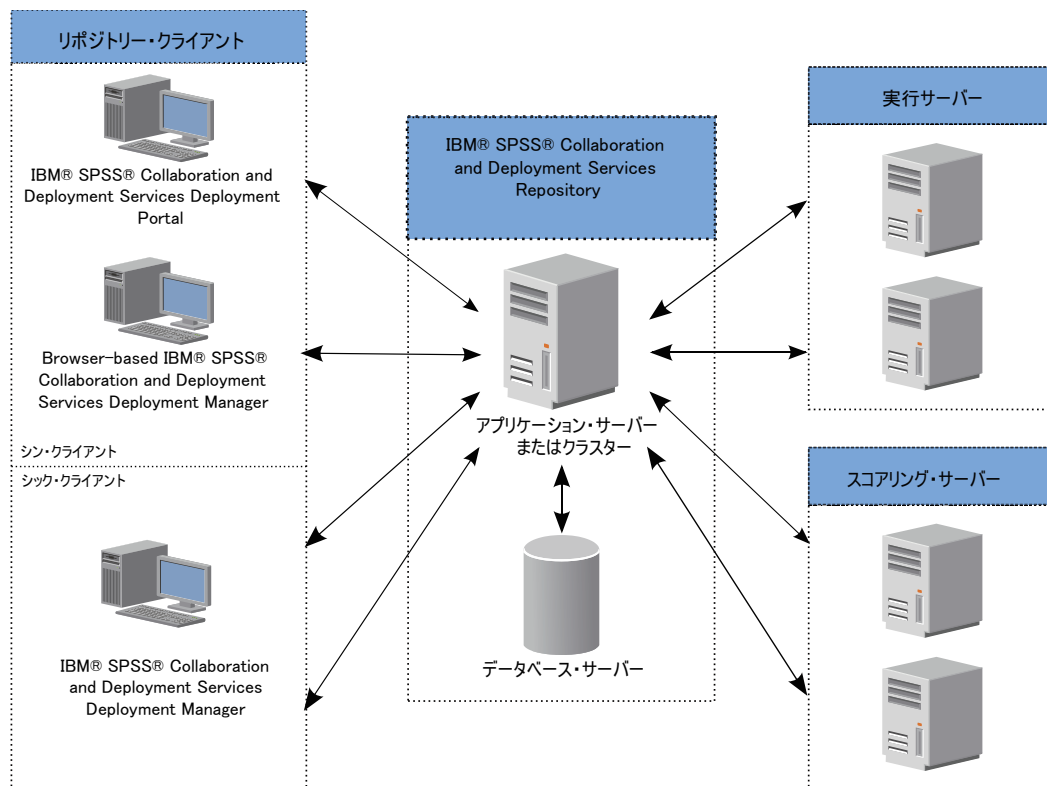 リポジトリー・クライアント
IBM® SPSS® Collaboration and
Deployment Services Deployment
Portal
Browser-based IBM® SPSS®
Collaboration and Deployment
Services Deployment Manager
シン・クライアント
シック・クライアント
IBM® SPSS® Collaboration
and Deployment Services
Deployment Manager
IBM® SPSS® Collaboration
and Deployment Services
Repository
アプリケーション・サーバー
またはクラスター
データベース・サーバー
実行サーバー
スコアリング・サーバー